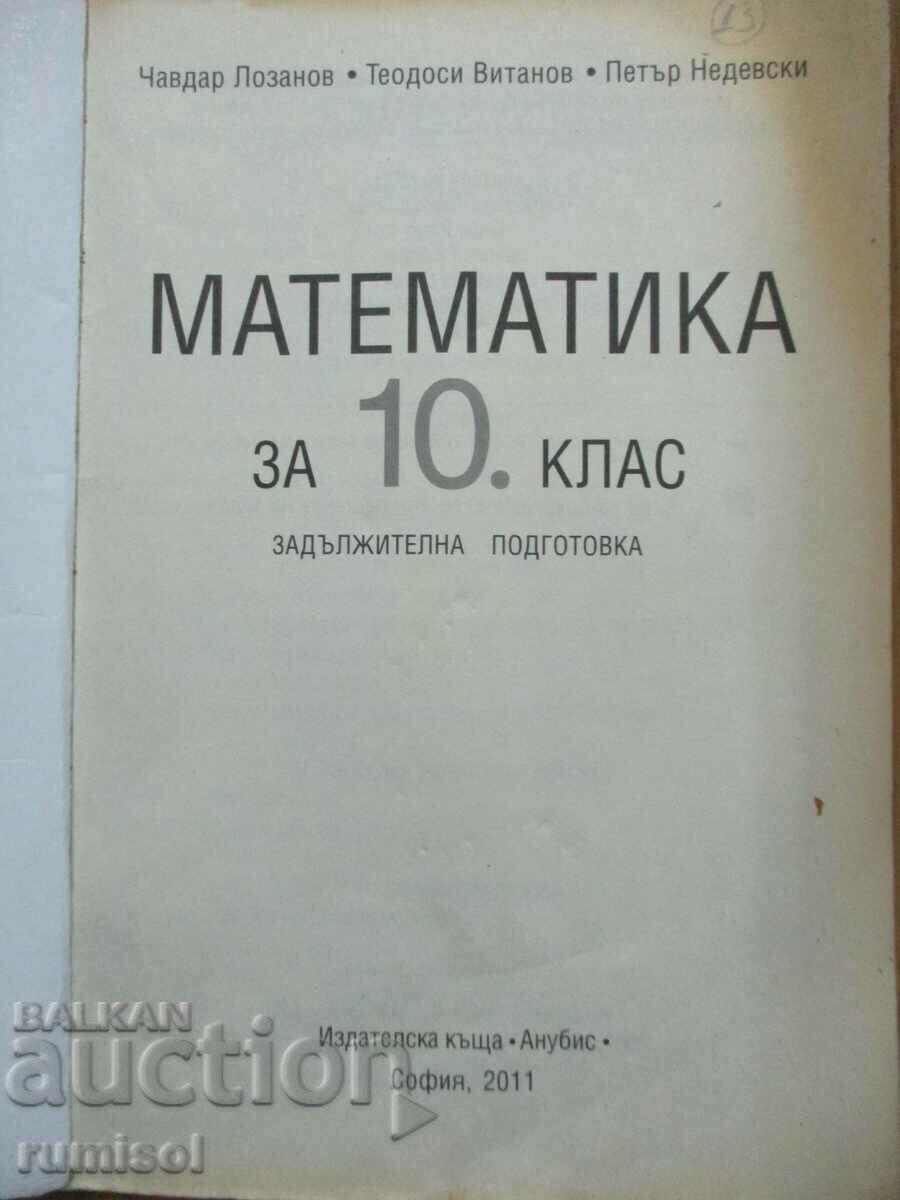 13
Чавдар Лозанов • Теодоси Витанов • Петър Недевски
МАТЕМАТИКА
ЗА 10. КЛАС
ЗАДЪЛЖИТЕЛНА ПОДГОТОВКА
Издателска къща • Анубис •
София, 2011
BALKAN
auction
rumisol